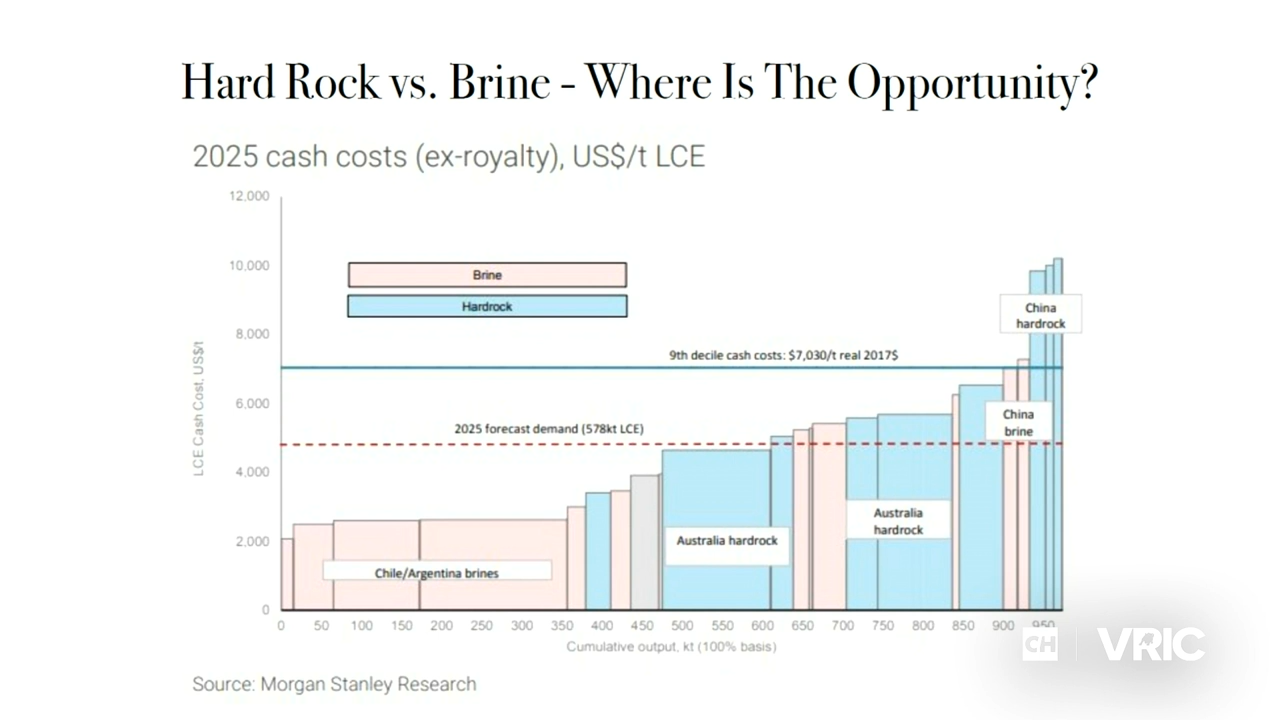 Hard Rock vs. Brine - Where Is The Opportunity?
2025 cash costs (ex-royalty), US$/t LCE
12,000
10,000
8,000
6,000
4,000
2,000
0
LCE Cash Cost, US$/t
Brine
Hardrock
9th decile cash costs: $7,030/t real 2017$
2025 forecast demand (578kt LCE)
China
hardrock
China
brine
Australia
hardrock
Australia hardrock
Chile/Argentina brines
0 50 100 150 200 250 300 350 400 450 500 550 600 650 700 750 800 850 900 950
Cumulative output, kt (100% basis)
CH VRIC
Source: Morgan Stanley Research